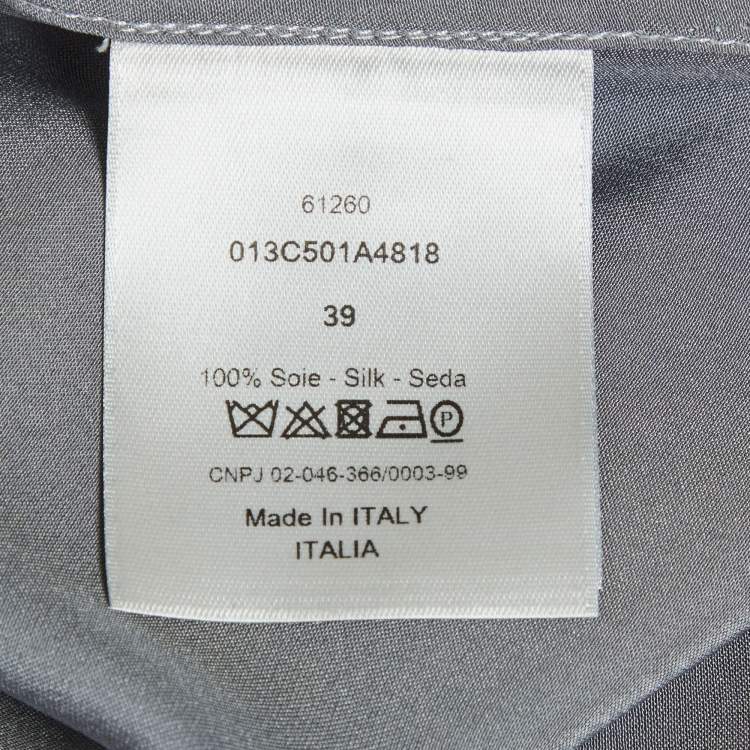 61260
013C501A4818
39
100% Soie - Silk - Seda
P
CNPJ 02-046-366/0003-99
Made In ITALY
ITALIA